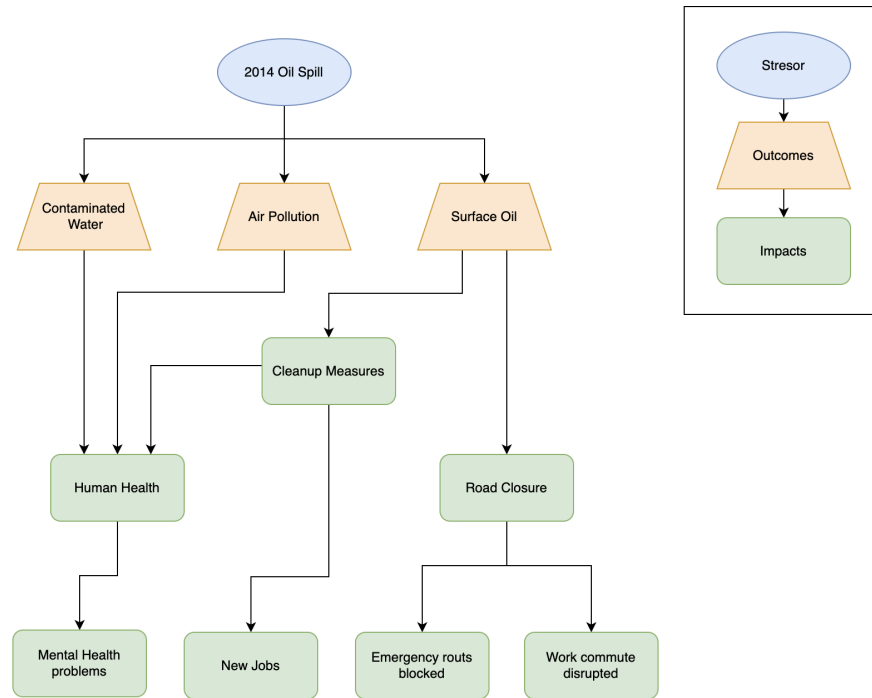 2014 Oil Spill
Stresor
Outcomes
Impacts
Contaminated
Water
Air Pollution
Surface Oil
Cleanup Measures
Human Health
Road Closure
Mental Health
problems
New Jobs
Emergency routs
blocked
Work commute
disrupted